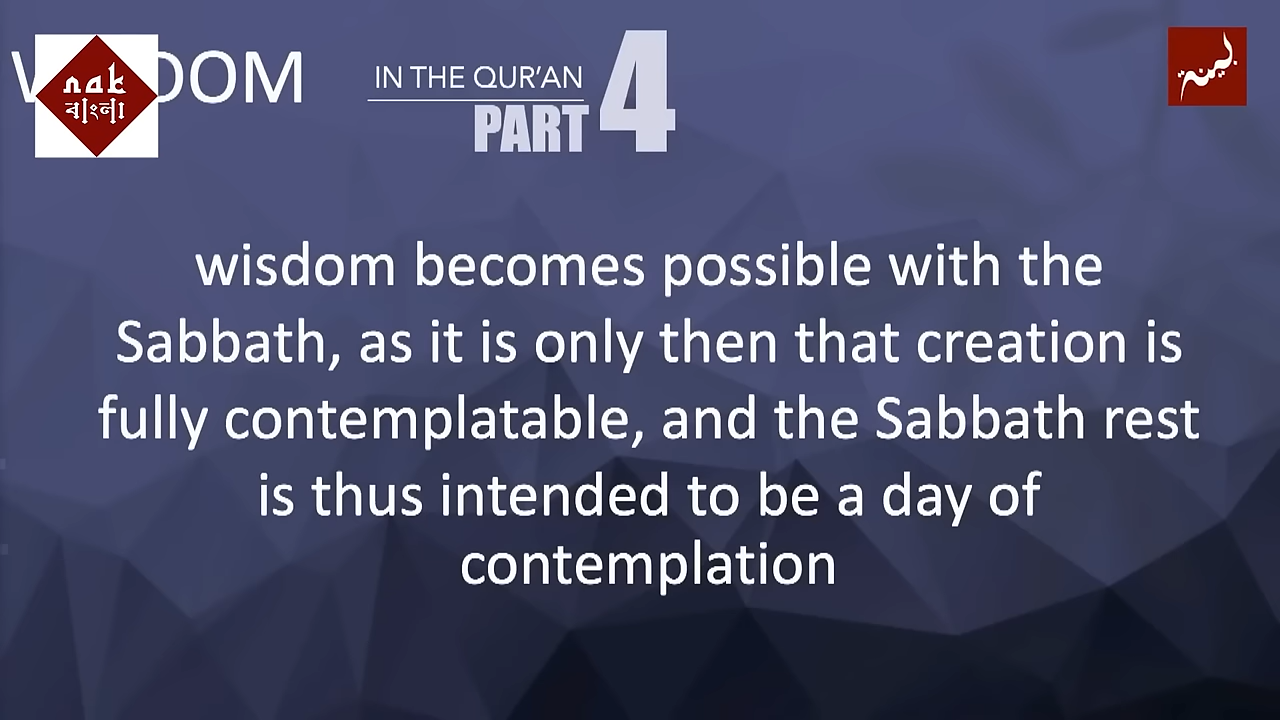 DOM
IN THE QUR’AN
PART 4
nak
বাংলা
wisdom becomes possible with the
Sabbath, as it is only then that creation is
fully contemplatable, and the Sabbath rest
is thus intended to be a day of
contemplation